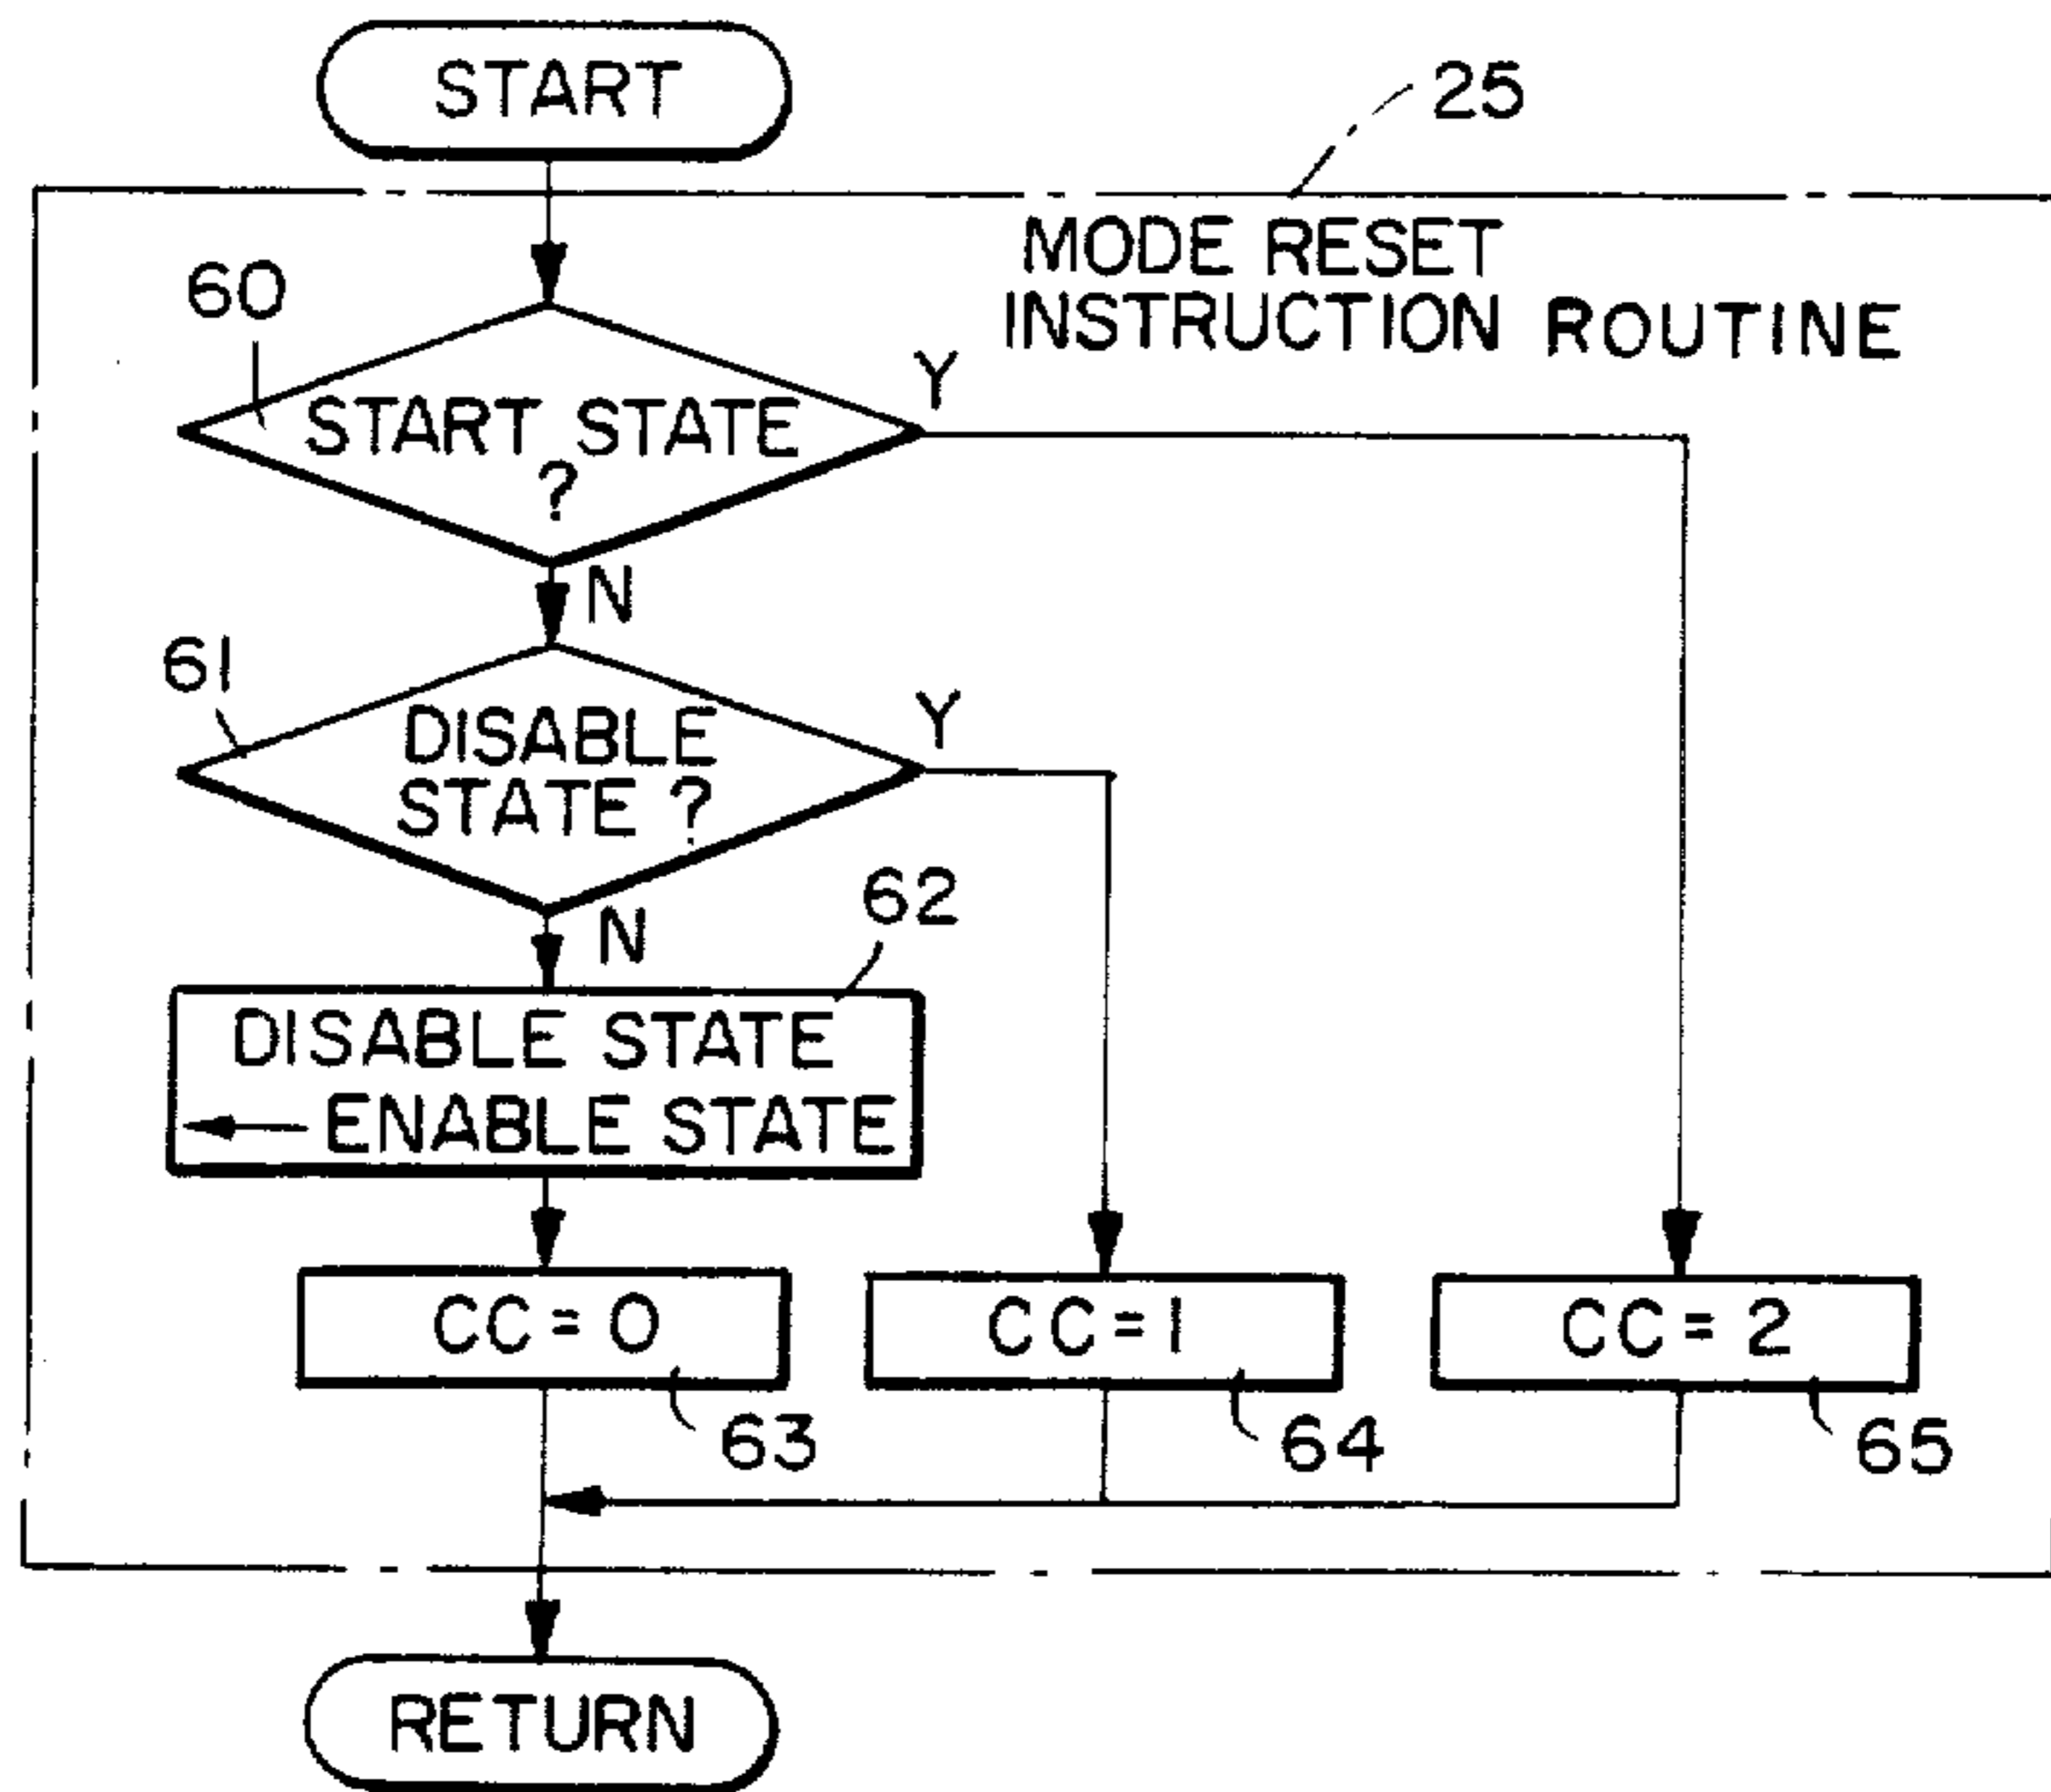 START
25
MODE RESET
INSTRUCTION ROUTINE
60
START STATE
?
Y
N
61
DISABLE
STATE ?
Y
N
62
DISABLE STATE
← ENABLE STATE
CC = 0
CC = 1
CC = 2
63
64
65
RETURN